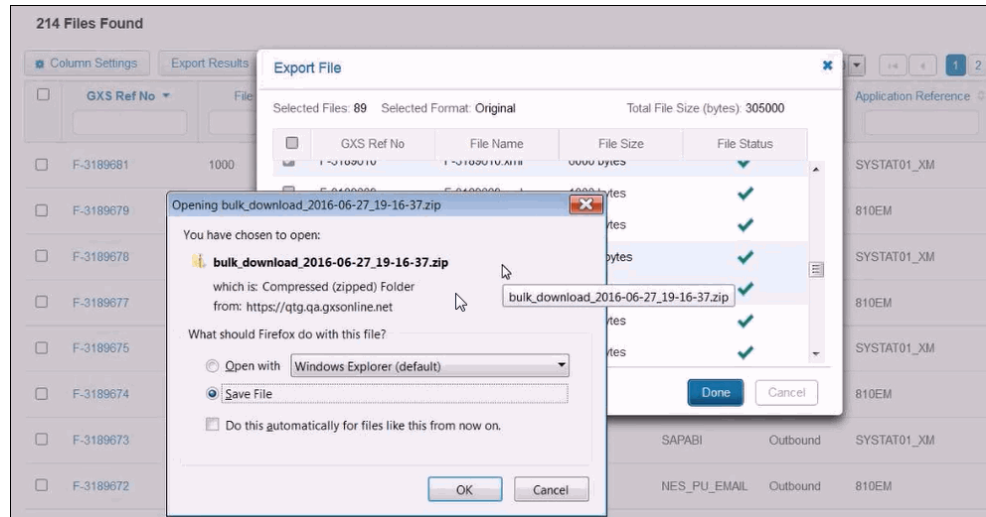 214 Files Found
Column Settings
Export Results
1
2
GXS Ref No
File
Application Reference
F-3189681
1000
SYSTAT01_XM
F-3189679
810EM
F-3189678
SYSTAT01_XM
F-3189677
810EM
F-3189675
SYSTAT01_XM
F-3189674
810EM
F-3189673
SAPABI
Outbound
SYSTAT01_XM
F-3189672
NES_PU_EMAIL
Outbound
810EM
Export File
Selected Files: 89
Selected Format: Original
Total File Size (bytes): 305000
GXS Ref No
File Name
File Size
File Status
bytes
bytes
Done
Cancel
Opening bulk_download_2016-06-27_19-16-37.zip
You have chosen to open:
bulk_download_2016-06-27_19-16-37.zip
which is: Compressed (zipped) Folder
from: https://qtg.qa.gxsonline.net
bulk_download_2016-06-27_19-16-37.zip
What should Firefox do with this file?
Open with
Windows Explorer (default)
Save File
Do this automatically for files like this from now on.
OK
Cancel